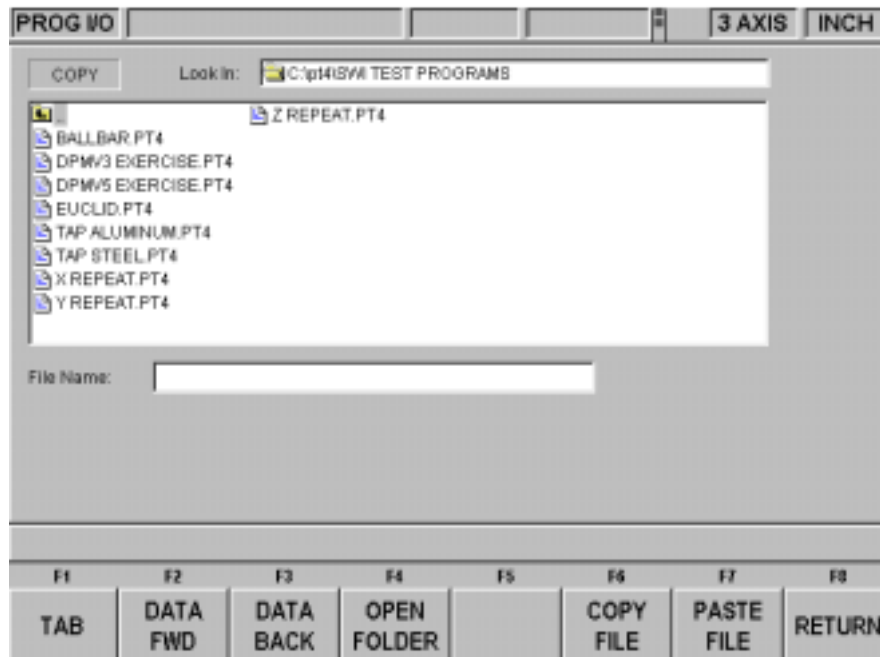 PROG I/O 3 AXIS INCH
COPY Look in: C:\pt4\SWI TEST PROGRAMS
..
BALLBAR.PT4
DPMV3 EXERCISE.PT4
DPMV5 EXERCISE.PT4
EUCLID.PT4
TAP ALUMINUM.PT4
TAP STEEL.PT4
X REPEAT.PT4
Y REPEAT.PT4
Z REPEAT.PT4
File Name:
F1 F2 F3 F4 F5 F6 F7 F8
TAB
DATA FWD
DATA BACK
OPEN FOLDER
COPY FILE
PASTE FILE
RETURN